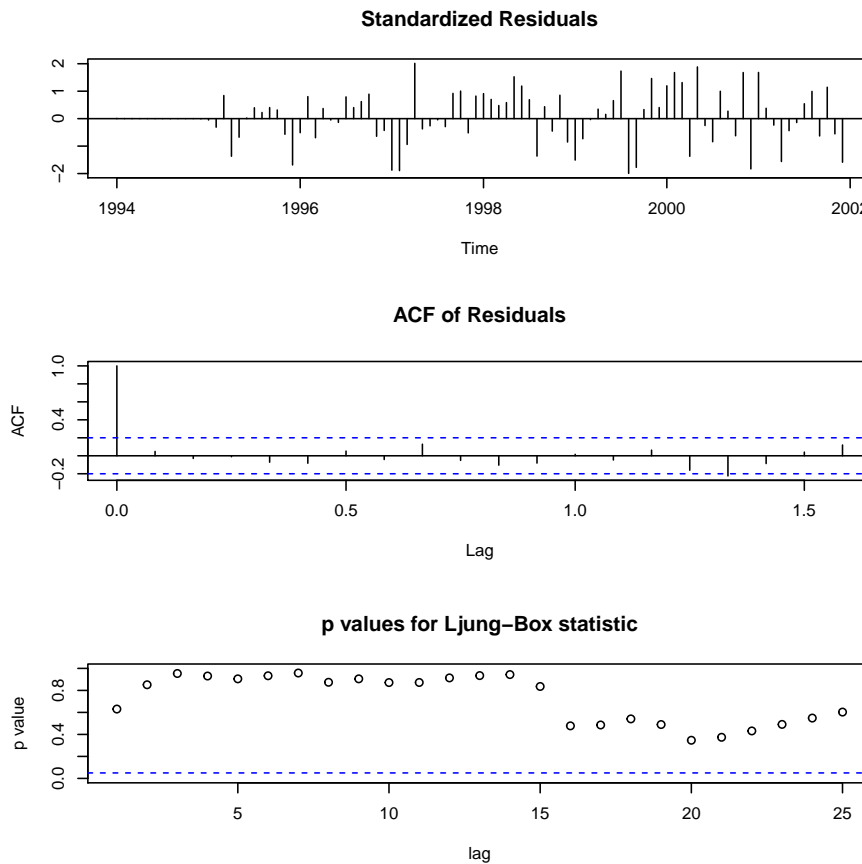 Standardized Residuals
2
1
0
−2
1994 1996 1998 2000 2002
Time
ACF of Residuals
1.0
0.4
−0.2
ACF
0.0 0.5 1.0 1.5
Lag
p values for Ljung−Box statistic
0.8
0.4
0.0
p value
5 10 15 20 25
lag